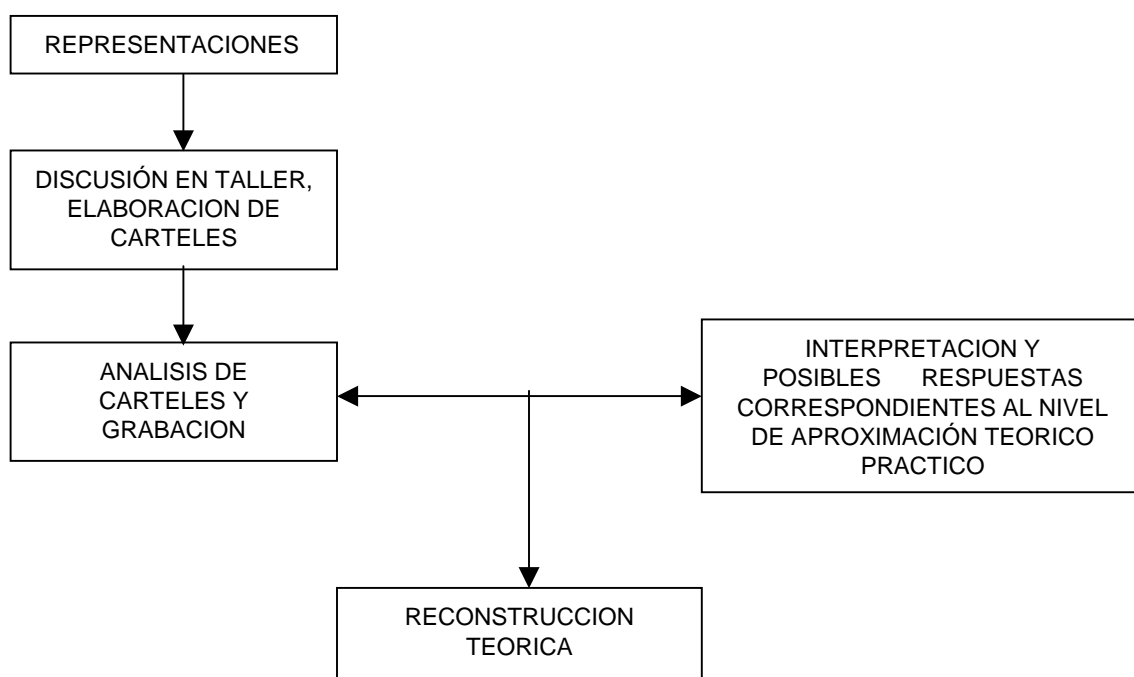 REPRESENTACIONES
DISCUSIÓN EN TALLER,
ELABORACION DE
CARTELES
ANALISIS DE
CARTELES Y
GRABACION
INTERPRETACION Y
POSIBLES RESPUESTAS
CORRESPONDIENTES AL NIVEL
DE APROXIMACIÓN TEORICO
PRACTICO
RECONSTRUCCION
TEORICA